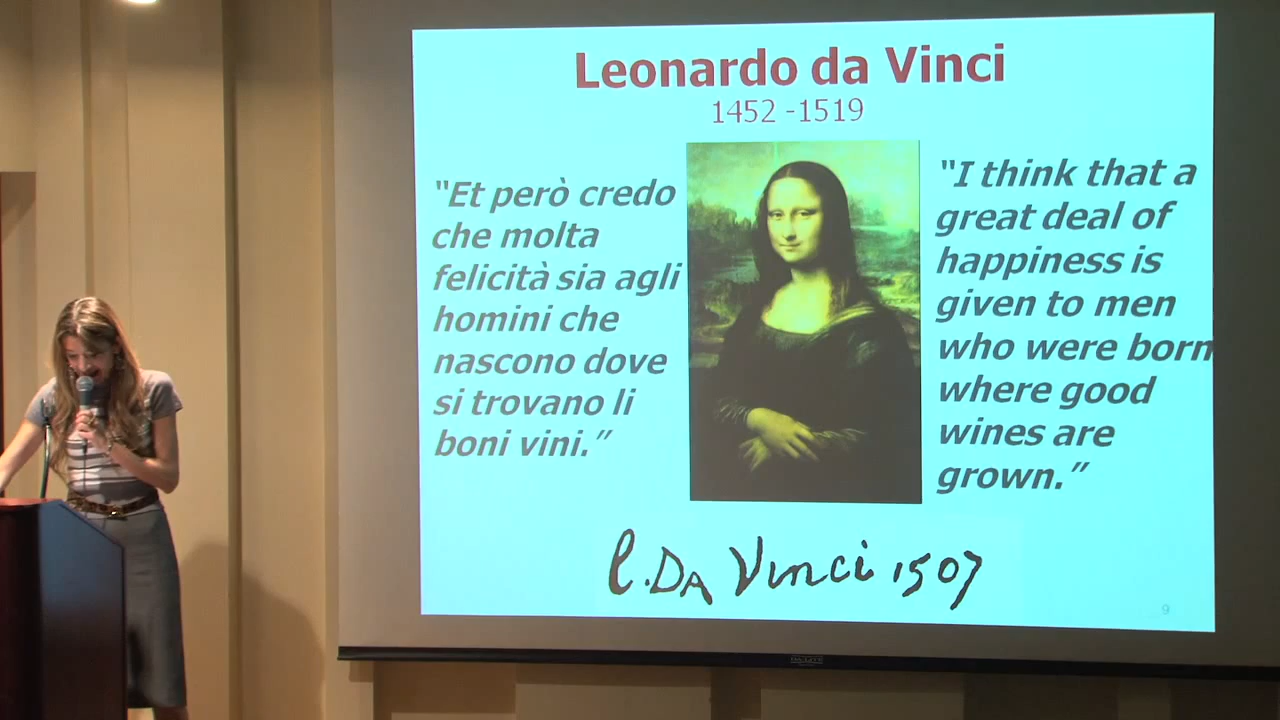 Leonardo da Vinci
1452 -1519
“Et però credo
che molta
felicità sia agli
homini che
nascono dove
si trovano li
boni vini.”
“I think that a
great deal of
happiness is
given to men
who were born
where good
wines are
grown.”
L. DA Vinci 1507
9
DA-LITE